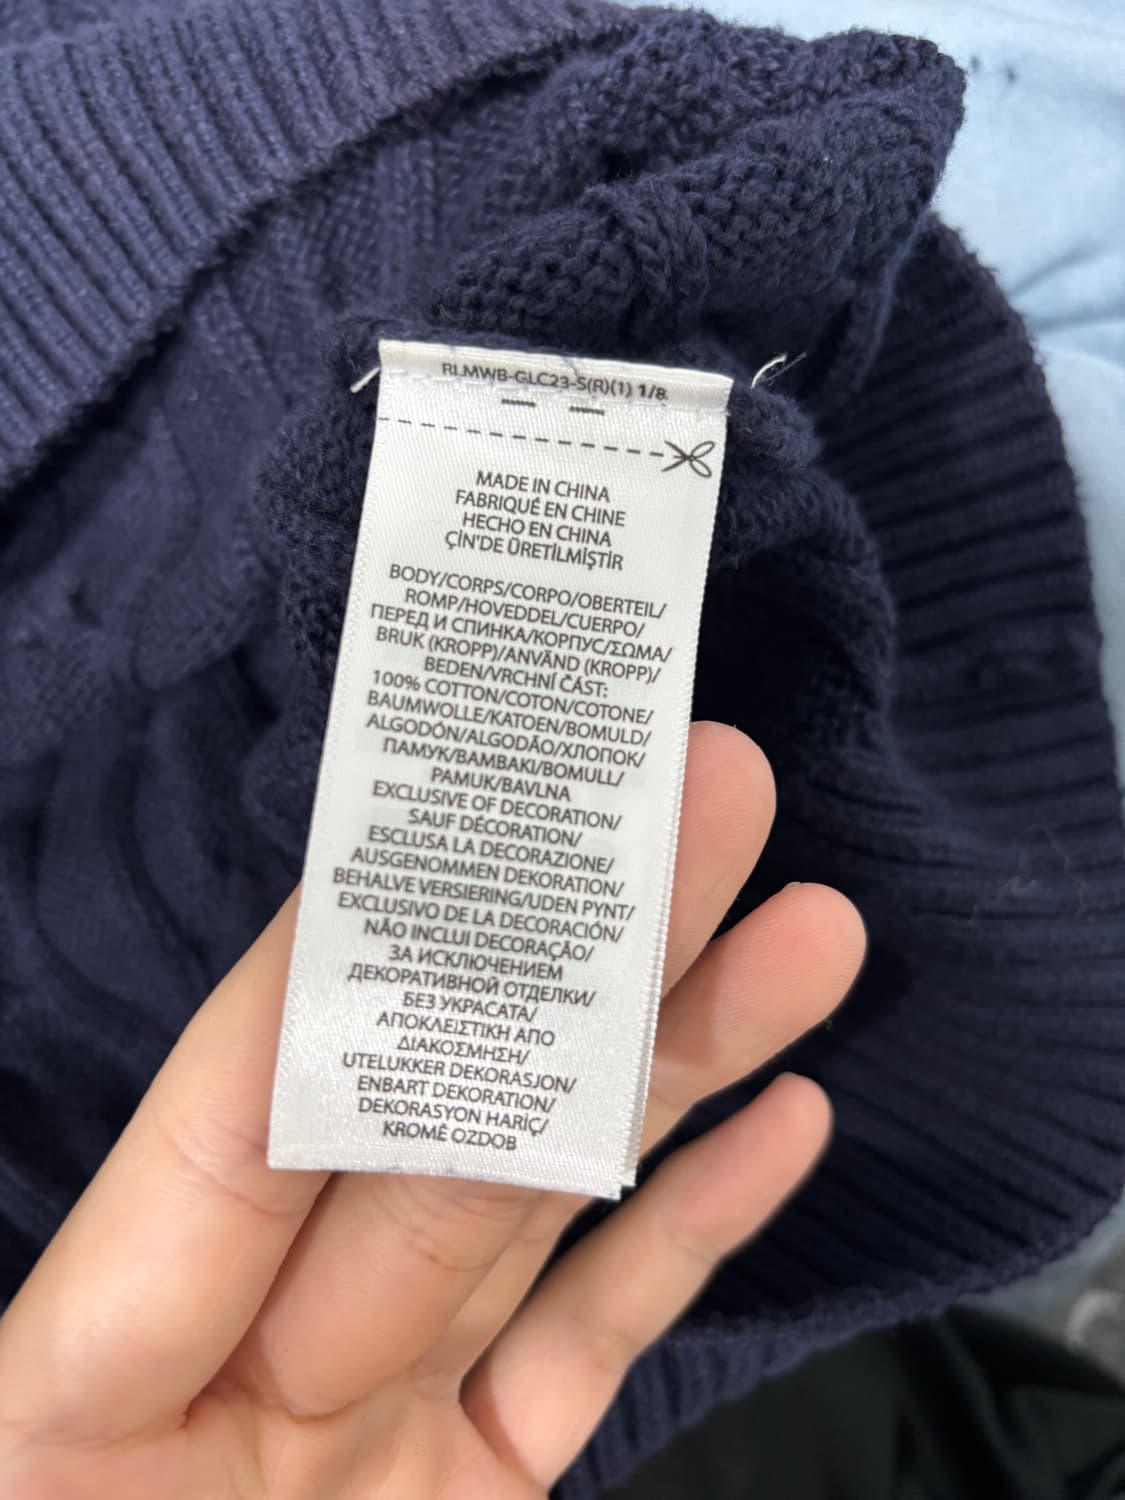 RLMWB-GLC23-S(R)(1) 1/8
MADE IN CHINA
FABRIQUÉ EN CHINE
HECHO EN CHINA
ÇİN'DE ÜRETİLMİŞTİR
BODY/CORPS/CORPO/OBERTEIL/
ROMP/HOVEDDEL/CUERPO/
ПЕРЕД И СПИНКА/КОРПУС/ΣΩΜΑ/
BRUK (KROPP)/ANVÄND (KROPP)/
BEDEN/VRCHNÍ ČÁST:
100% COTTON/COTON/COTONE/
BAUMWOLLE/KATOEN/BOMULD/
ALGODÓN/ALGODÃO/ХЛОПОК/
ПАМУК/ΒΑΜΒΑΚΙ/BOMULL/
PAMUK/BAVLNA
EXCLUSIVE OF DECORATION/
SAUF DÉCORATION/
ESCLUSA LA DECORAZIONE/
AUSGENOMMEN DEKORATION/
BEHALVE VERSIERING/UDEN PYNT/
EXCLUSIVO DE LA DECORACIÓN/
NÃO INCLUI DECORAÇÃO/
ЗА ИСКЛЮЧЕНИЕМ
ДЕКОРАТИВНОЙ ОТДЕЛКИ/
БЕЗ УКРАСАТА/
ΑΠΟΚΛΕΙΣΤΙΚΗ ΑΠΟ
ΔΙΑΚΟΣΜΗΣΗ/
UTELUKKER DEKORASJON/
ENBART DEKORATION/
DEKORASYON HARİÇ/
KROMĚ OZDOB